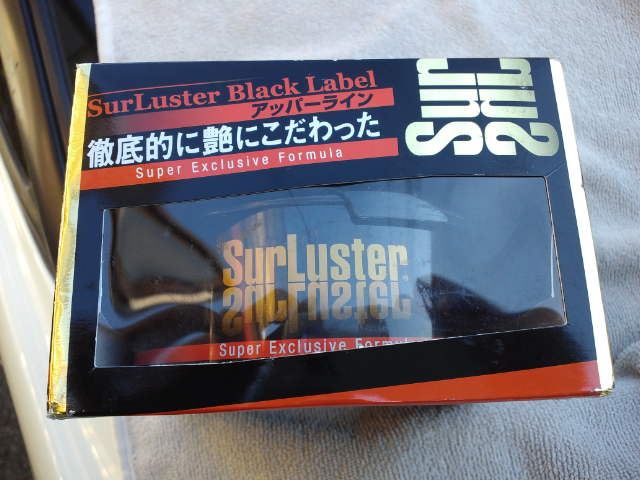 SurLuster Black Label
アッパーライン
徹底的に艶にこだわった
Super Exclusive Formula
SurLuster
Super Exclusive Formula